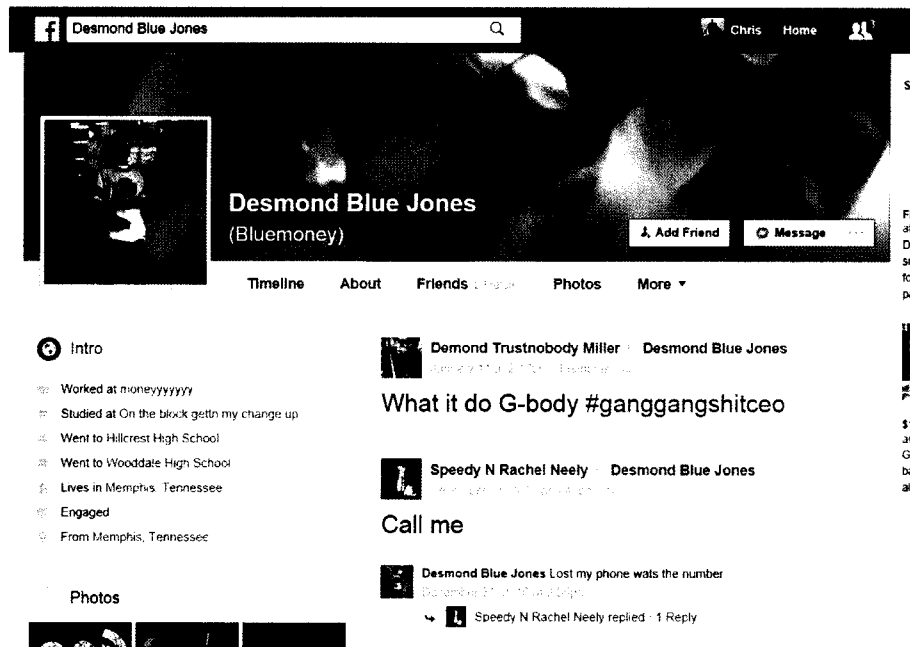 f Desmond Blue Jones
Chris Home
Desmond Blue Jones
(Bluemoney)
Add Friend
Message
Timeline About Friends Photos More
Intro
Worked at moneyyyyyy
Studied at On the block gettn my change up
Went to Hillcrest High School
Went to Wooddale High School
Lives in Memphis, Tennessee
Engaged
From Memphis, Tennessee
Photos
Demond Trustnobody Miller Desmond Blue Jones
What it do G-body #ganggangshitceo
Speedy N Rachel Neely Desmond Blue Jones
Call me
Desmond Blue Jones Lost my phone wats the number
Speedy N Rachel Neely replied · 1 Reply